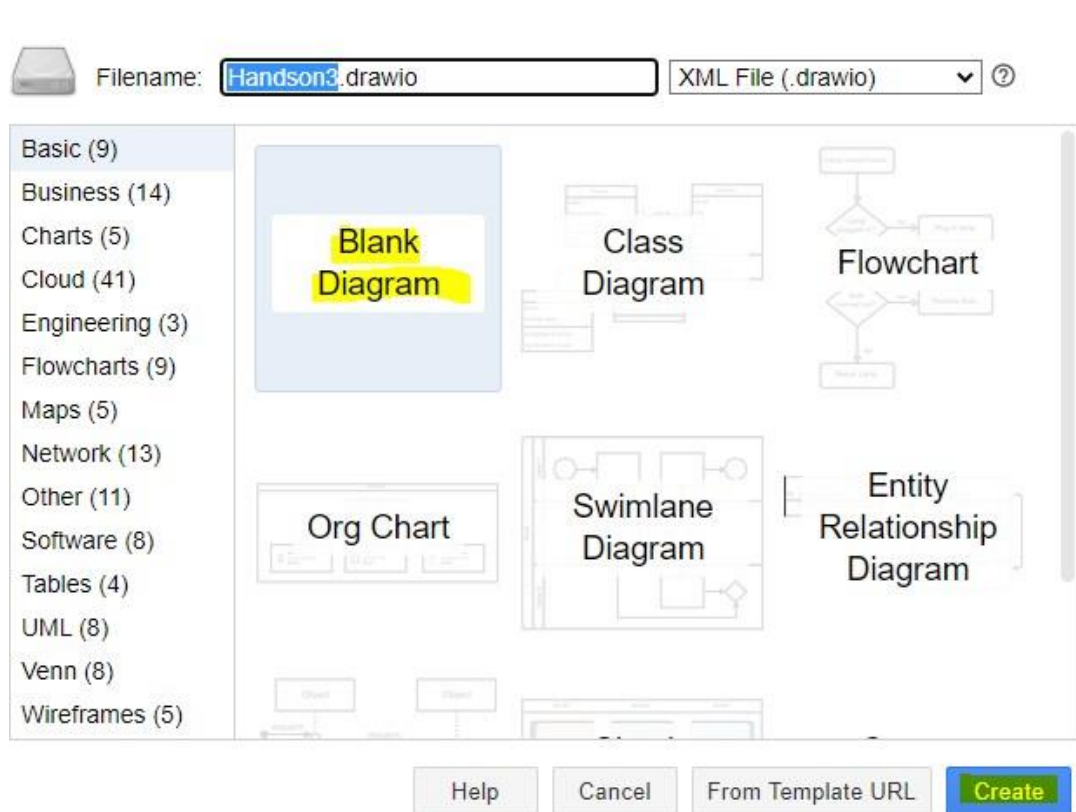 Filename: Handson3.drawio XML File (.drawio) ?
Basic (9)
Business (14)
Charts (5)
Cloud (41)
Engineering (3)
Flowcharts (9)
Maps (5)
Network (13)
Other (11)
Software (8)
Tables (4)
UML (8)
Venn (8)
Wireframes (5)
Blank
Diagram
Class
Diagram
Flowchart
Org Chart
Swimlane
Diagram
Entity
Relationship
Diagram
Object
Object
Help Cancel From Template URL Create